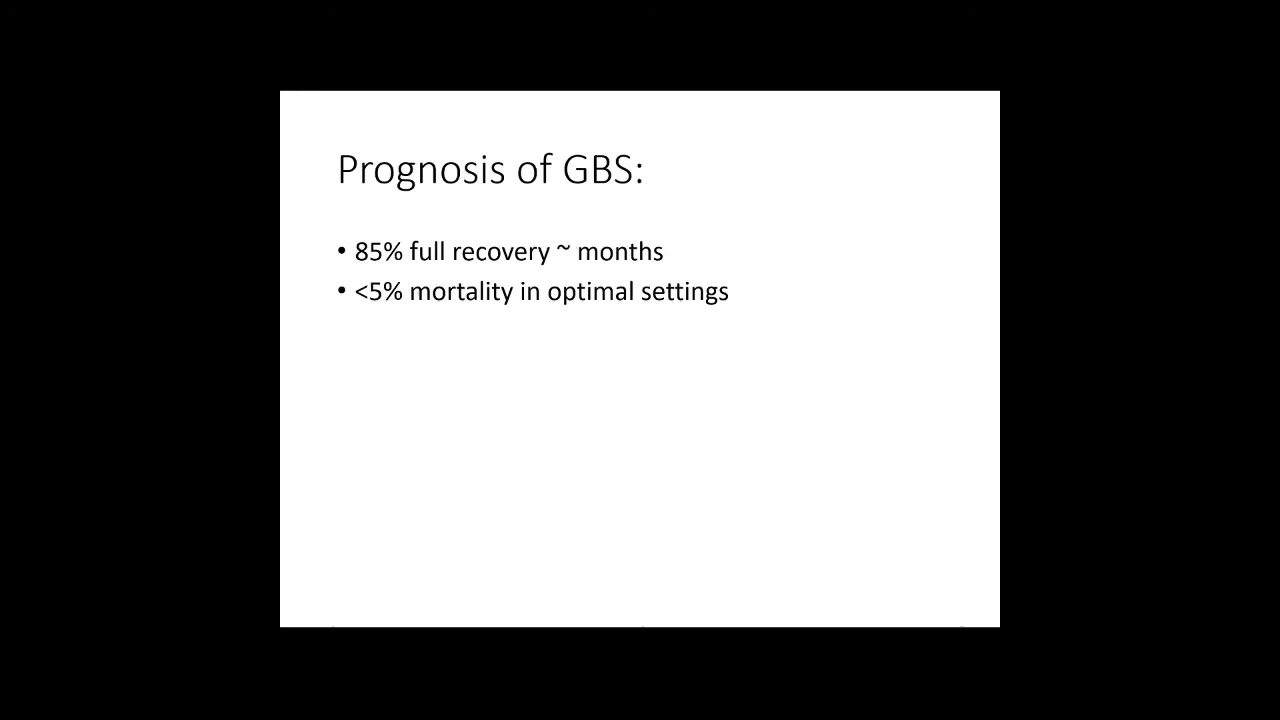 Prognosis of GBS:
• 85% full recovery ~ months
• <5% mortality in optimal settings